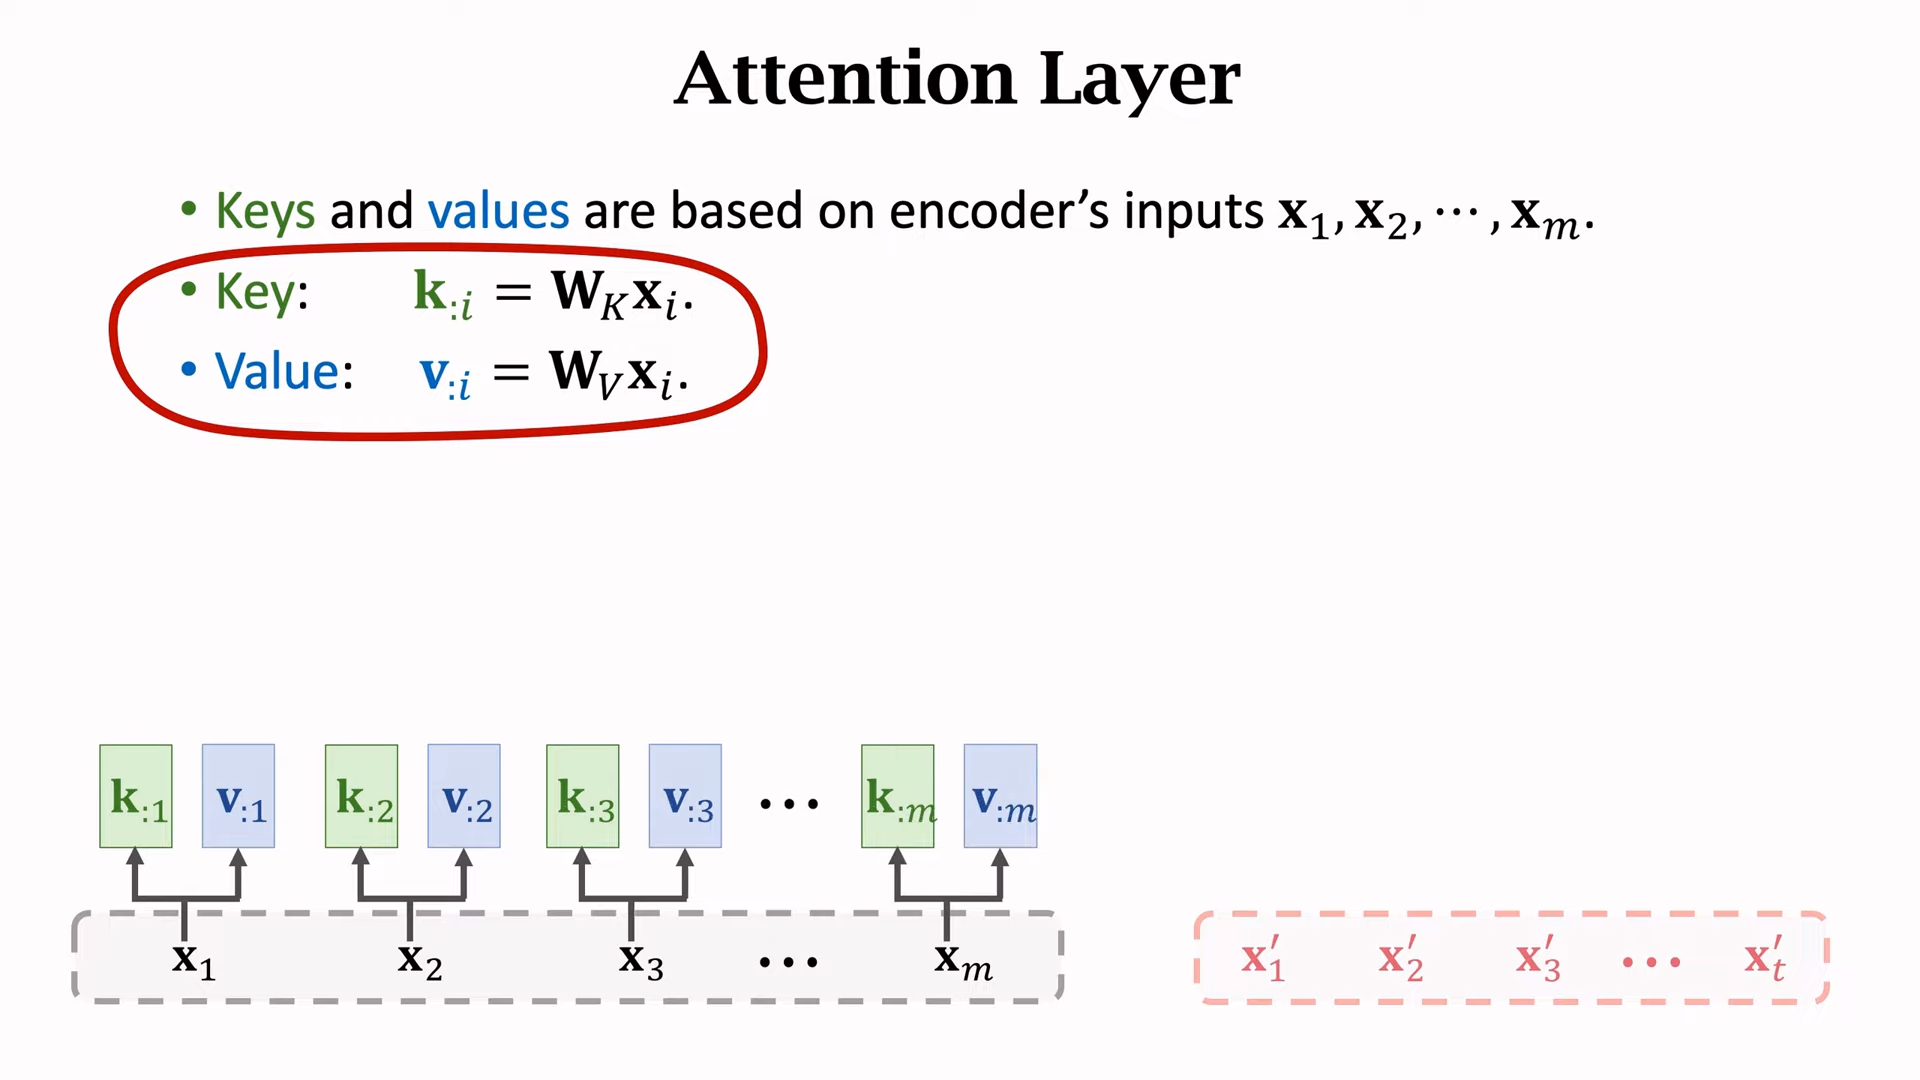 Attention Layer
• Keys and values are based on encoder’s inputs x₁, x₂, ⋯ , xₘ.
• Key: k:ᵢ = W_K xᵢ.
• Value: v:ᵢ = W_V xᵢ.
k:₁ v:₁ k:₂ v:₂ k:₃ v:₃ ⋯ k:ₘ v:ₘ
x₁ x₂ x₃ ⋯ xₘ x′₁ x′₂ x′₃ ⋯ x′ₜ